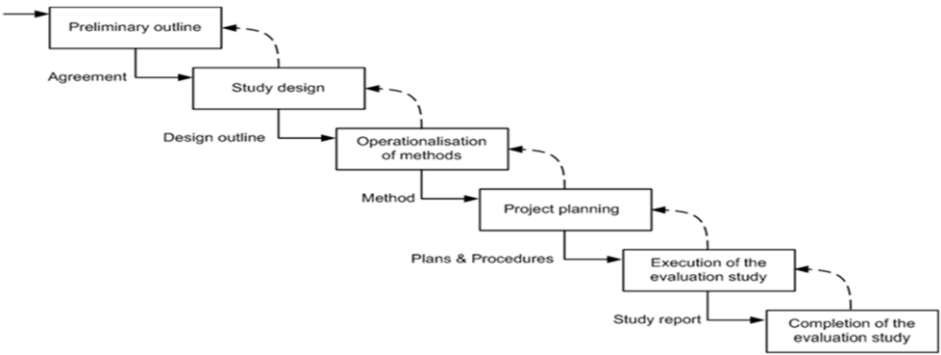 Preliminary outline
Agreement
Study design
Design outline
Operationalisation
of methods
Method
Project planning
Plans & Procedures
Execution of the
evaluation study
Study report
Completion of the
evaluation study